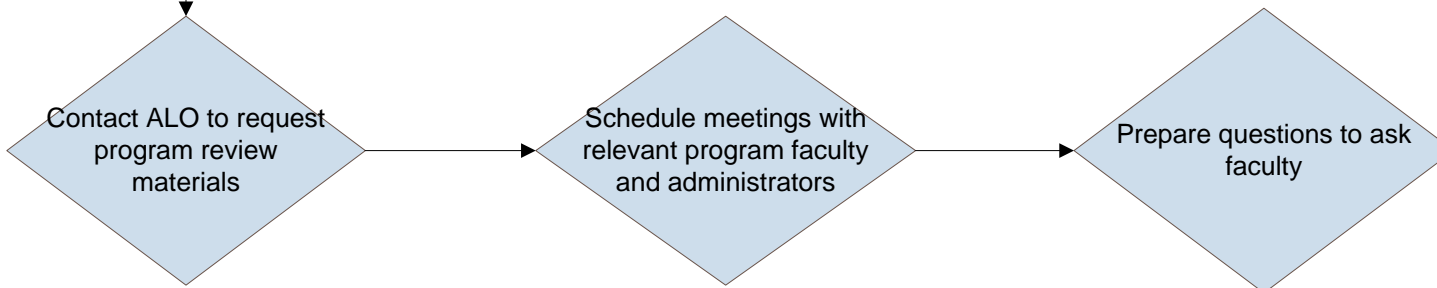 Contact ALO to request
program review
materials
Schedule meetings with
relevant program faculty
and administrators
Prepare questions to ask
faculty